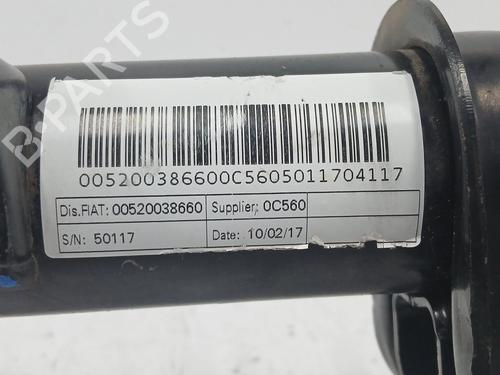 B-PARTS
005200386600C5605011704117
Dis.FIAT: 00520038660 Supplier: 0C560
S/N: 50117 Date: 10/02/17